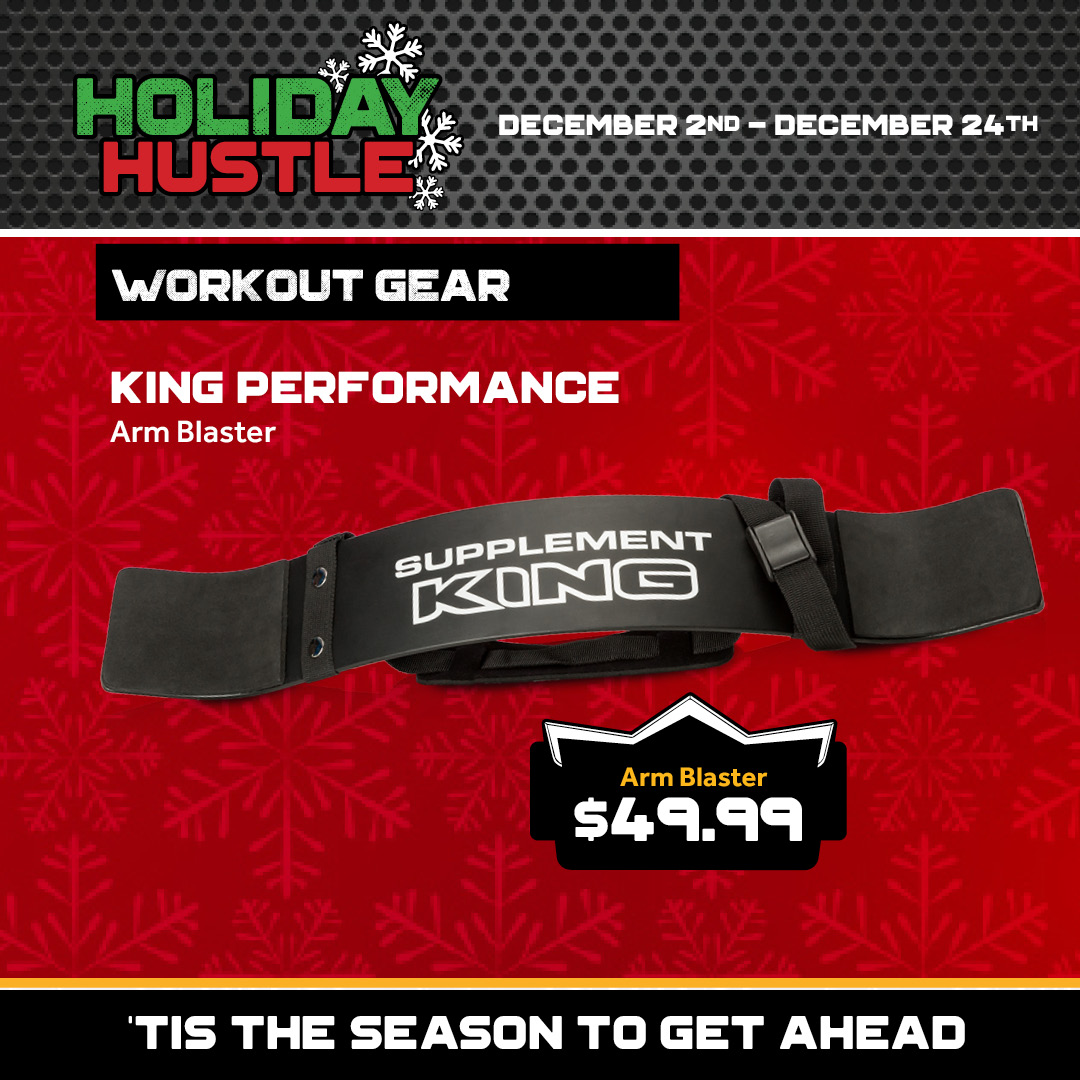 HOLIDAY
HUSTLE
DECEMBER 2ND – DECEMBER 24TH
WORKOUT GEAR
KING PERFORMANCE
Arm Blaster
SUPPLEMENT
KING
Arm Blaster
$49.99
'TIS THE SEASON TO GET AHEAD